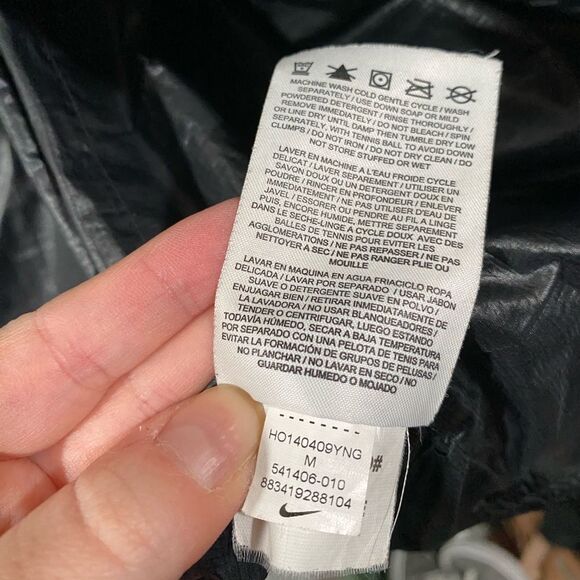 MACHINE WASH COLD GENTLE CYCLE / WASH
SEPARATELY / USE DOWN SOAP OR MILD
POWDERED DETERGENT / RINSE THOROUGHLY /
REMOVE IMMEDIATELY / DO NOT BLEACH / SPIN
OR LINE DRY UNTIL DAMP THEN TUMBLE DRY LOW
SEPARATELY, WITH TENNIS BALL TO AVOID DOWN
CLUMPS / DO NOT IRON / DO NOT DRY CLEAN / DO
NOT STORE STUFFED OR WET
LAVER EN MACHINE A L'EAU FROIDE CYCLE
DELICAT / LAVER SEPAREMENT / UTILISER UN
SAVON DOUX OU UN DETERGENT DOUX EN
POUDRE / RINCER EN PROFONDEUR / ENLEVER
IMMEDIATEMENT / NE PAS UTILISER D'EAU DE
JAVEL / ESSORER OU PENDRE AU FIL A LINGE
PUIS, ENCORE HUMIDE, METTRE SEPAREMENT
DANS LE SECHE-LINGE A CYCLE DOUX AVEC DES
BALLES DE TENNIS POUR EVITER LES
AGGLOMERATIONS / NE PAS REPASSER / NE PAS
NETTOYER A SEC / NE PAS RANGER PLIE OU
MOUILLE
LAVAR EN MAQUINA EN AGUA FRIACICLO ROPA
DELICADA / LAVAR POR SEPARADO / USAR JABON
SUAVE O DETERGENTE SUAVE EN POLVO /
ENJUAGAR BIEN / RETIRAR INMEDIATAMENTE DE
LA LAVADORA / NO USAR BLANQUEADORES /
TENDER O CENTRIFUGAR, LUEGO ESTANDO
TODAVÍA HÚMEDO, SECAR A BAJA TEMPERATURA
POR SEPARADO CON UNA PELOTA DE TENIS PARA
EVITAR LA FORMACIÓN DE GRUPOS DE PELUSAS /
NO PLANCHAR / NO LAVAR EN SECO / NO
GUARDAR HUMEDO O MOJADO
HO140409YNG
M
541406-010
883419288104
#